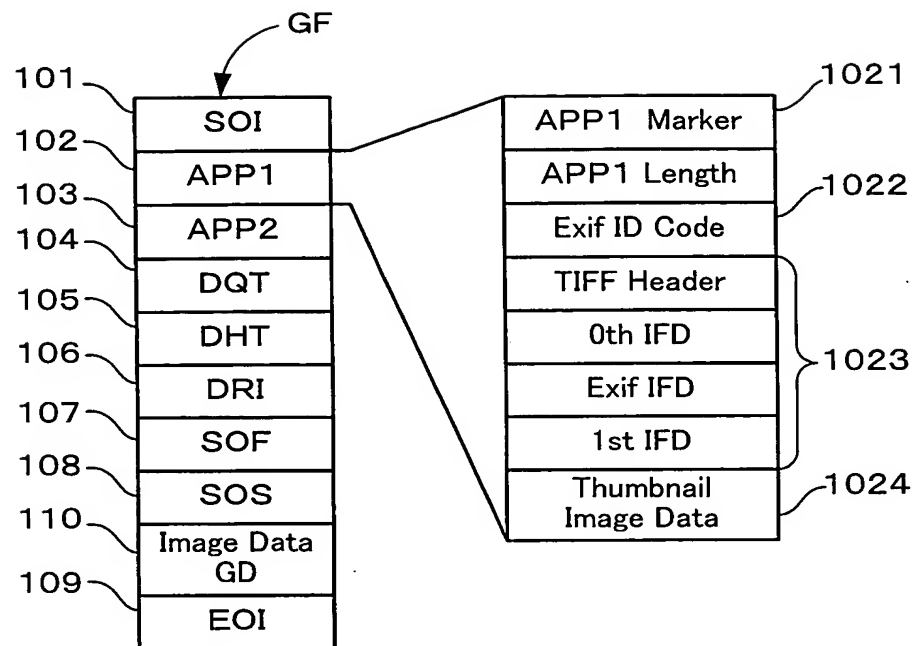 GF
101
SOI
102
APP1
103
APP2
104
DQT
105
DHT
106
DRI
107
SOF
108
SOS
110
Image Data
GD
109
EOI
1021
APP1 Marker
APP1 Length
1022
Exif ID Code
TIFF Header
0th IFD
1023
Exif IFD
1st IFD
Thumbnail
Image Data
1024